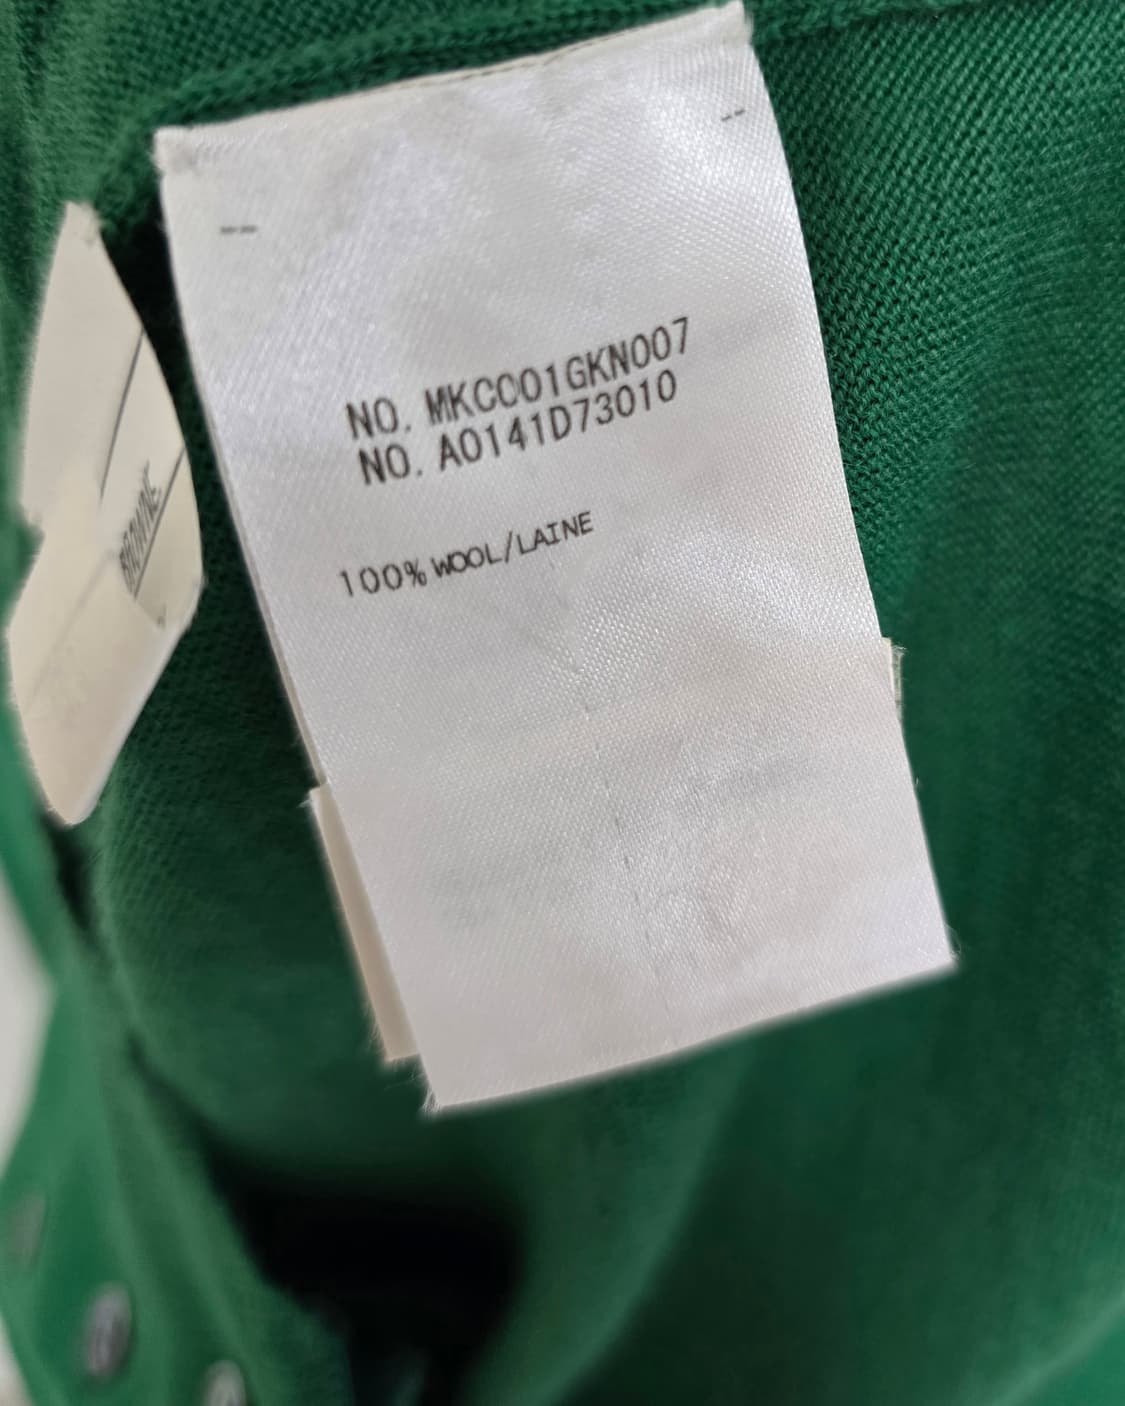 NO. MKC001GKN007
NO. A0141D73010
100% WOOL/LAINE